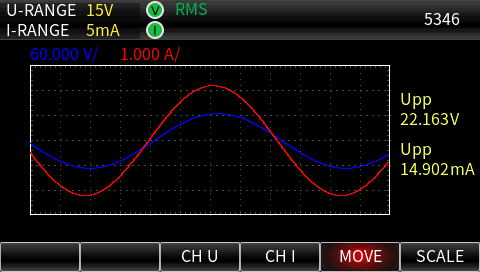 U-RANGE 15V V RMS
I-RANGE 5mA I
5346
60.000 V/ 1.000 A/
Upp
22.163V
Upp
14.902mA
CH U CH I MOVE SCALE